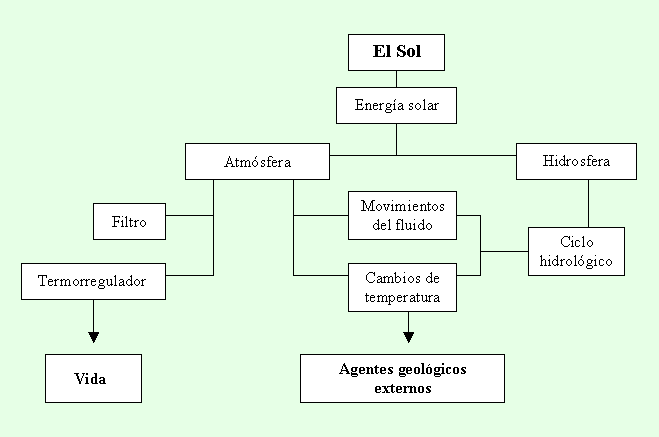 El Sol
Energía solar
Atmósfera
Hidrosfera
Filtro
Movimientos
del fluido
Ciclo
hidrológico
Termorregulador
Cambios de
temperatura
Vida
Agentes geológicos
externos